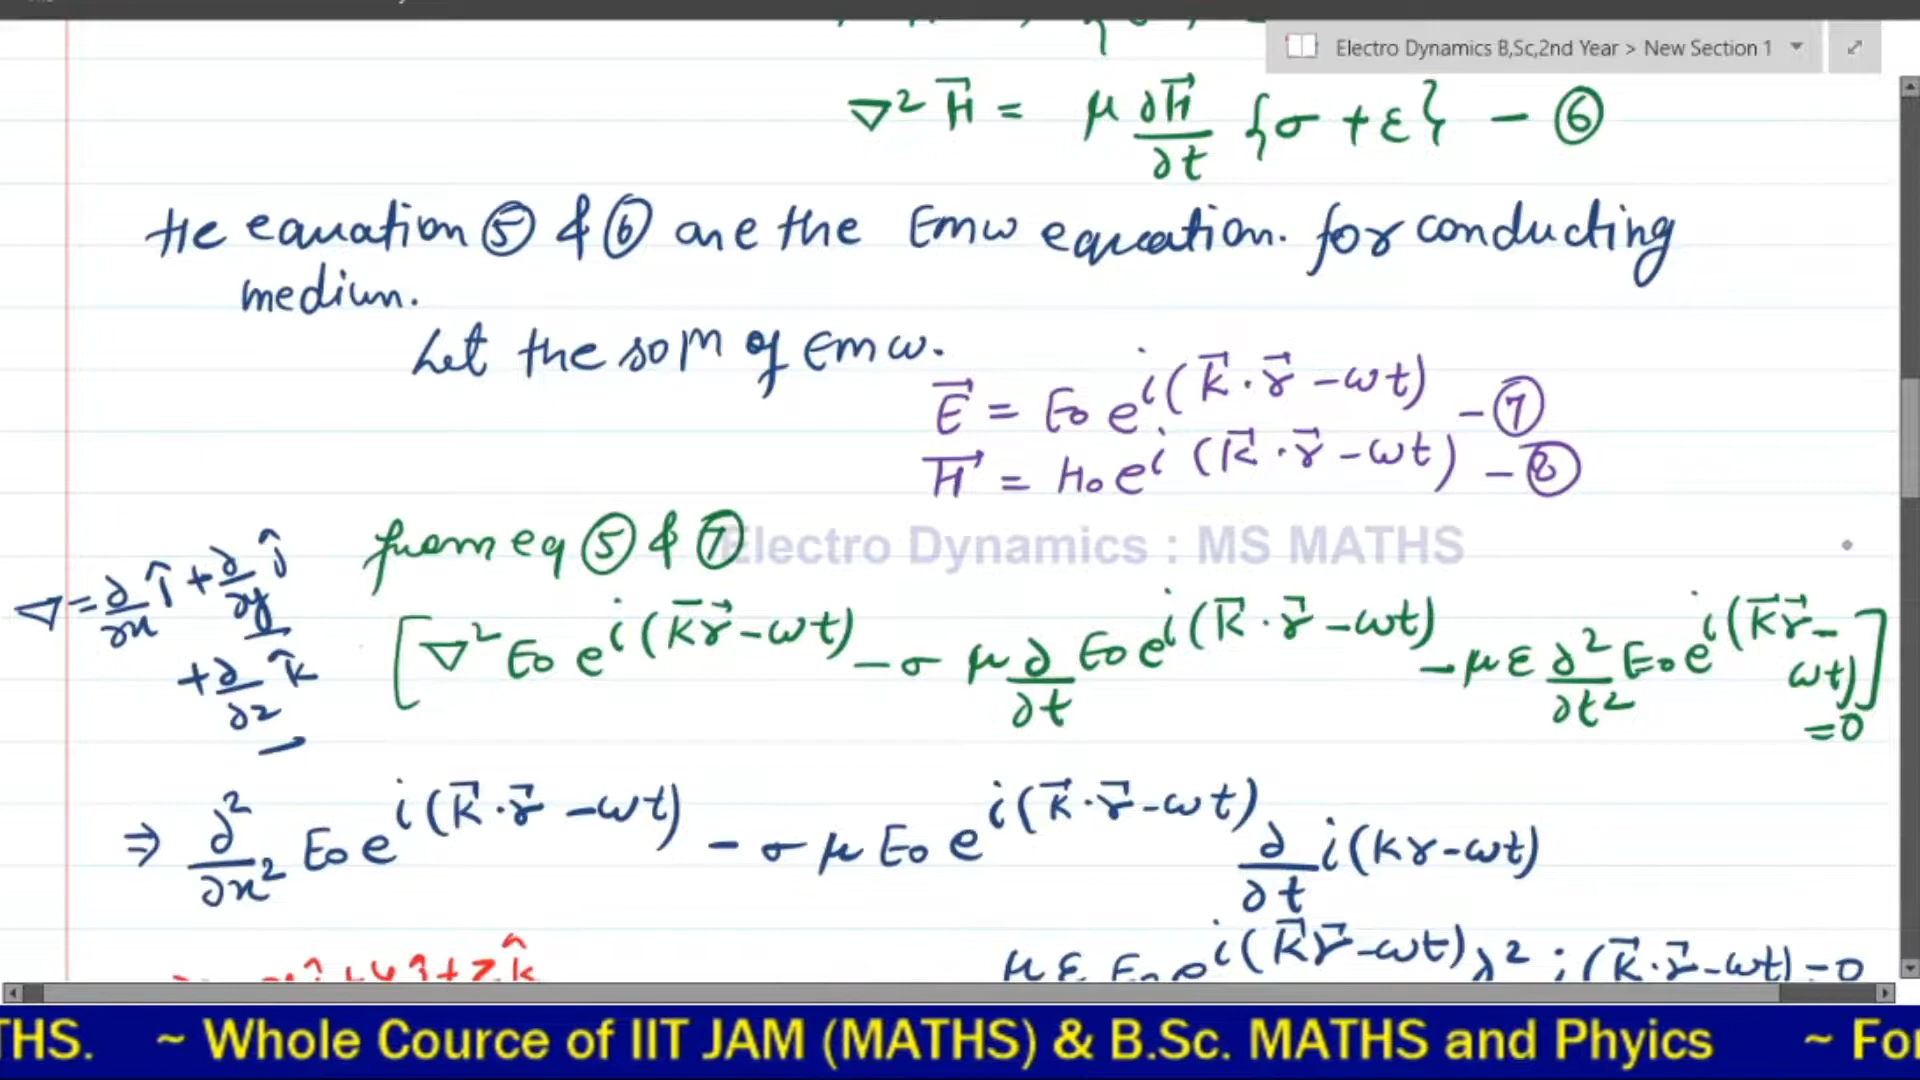 Electro Dynamics B,Sc,2nd Year > New Section 1
∇² H⃗ = μ ∂H⃗/∂t {σ + ε} - ⑥
He equation ⑤ & ⑥ are the Emw equation. for conducting
medium.
Let the soln of Emw.
E⃗ = E₀ e^i(k⃗ · r⃗ - ωt) - ⑦
H⃗ = H₀ e^i(k⃗ · r⃗ - ωt) - ⑧
from eq ⑤ & ⑦
Electro Dynamics : MS MATHS
∇ = ∂/∂x î + ∂/∂y ĵ
+ ∂/∂z k̂
[∇² E₀ e^i(k⃗ r⃗ - ωt) - σ μ ∂/∂t E₀ e^i(k⃗ · r⃗ - ωt) - μ ε ∂²/∂t² E₀ e^i(k⃗ r⃗ - ωt)] = 0
⇒ ∂²/∂x² E₀ e^i(k⃗ · r⃗ - ωt) - σ μ E₀ e^i(k⃗ · r⃗ - ωt) ∂/∂t i(kr - ωt)
THS. ~ Whole Cource of IIT JAM (MATHS) & B.Sc. MATHS and Phyics ~ For